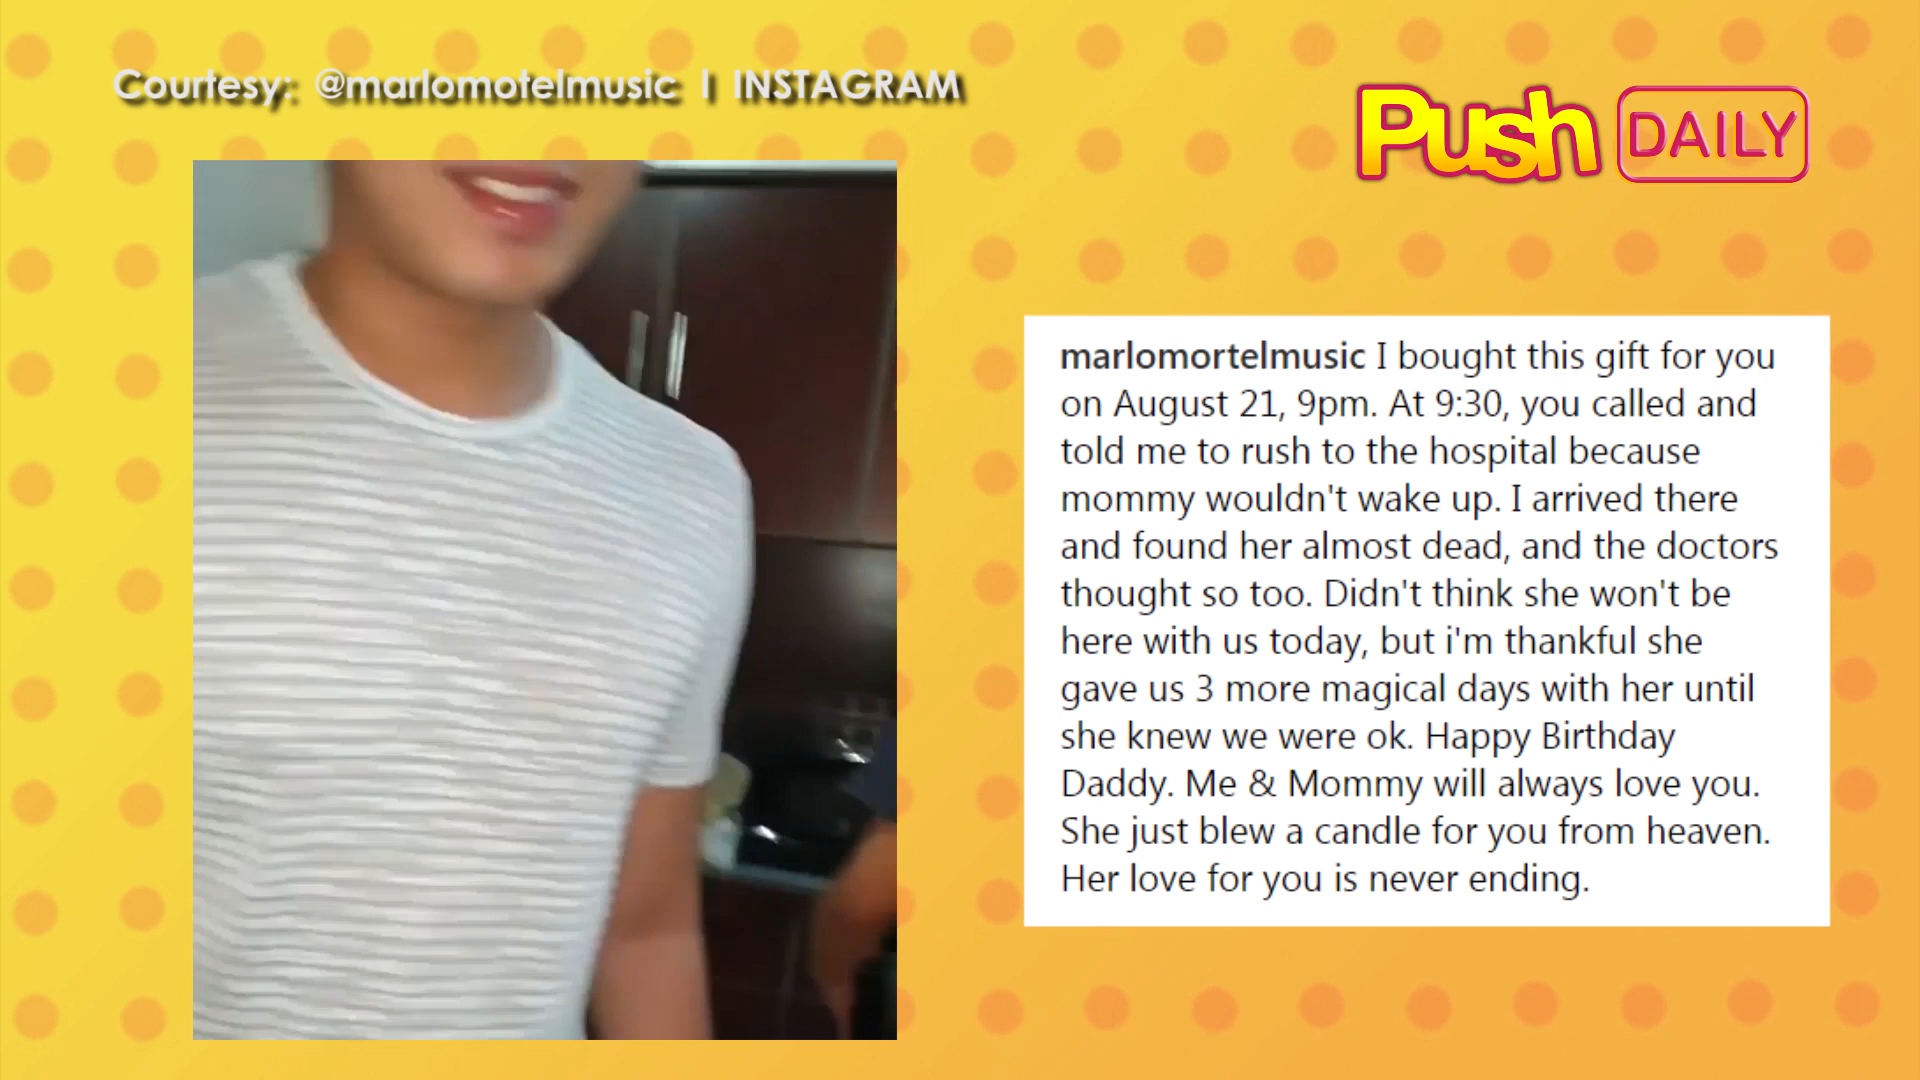 Courtesy: @marlomotelmusic | INSTAGRAM
Push DAILY
marlomortelmusic I bought this gift for you
on August 21, 9pm. At 9:30, you called and
told me to rush to the hospital because
mommy wouldn't wake up. I arrived there
and found her almost dead, and the doctors
thought so too. Didn't think she won't be
here with us today, but i'm thankful she
gave us 3 more magical days with her until
she knew we were ok. Happy Birthday
Daddy. Me & Mommy will always love you.
She just blew a candle for you from heaven.
Her love for you is never ending.